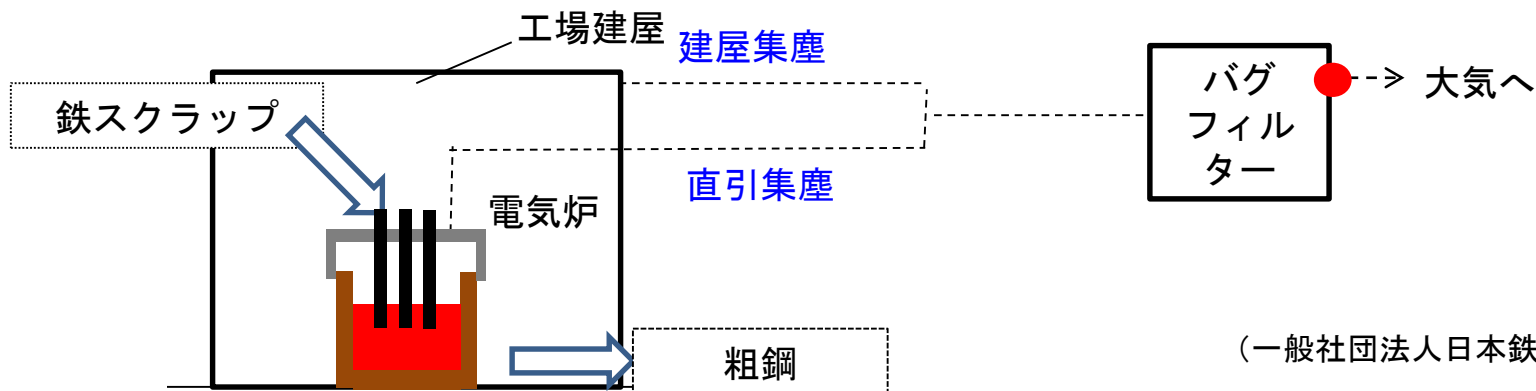 工場建屋
建屋集塵
鉄スクラップ
直引集塵
電気炉
バグ
フィル
ター
大気へ
粗鋼
（一般社団法人日本鉄